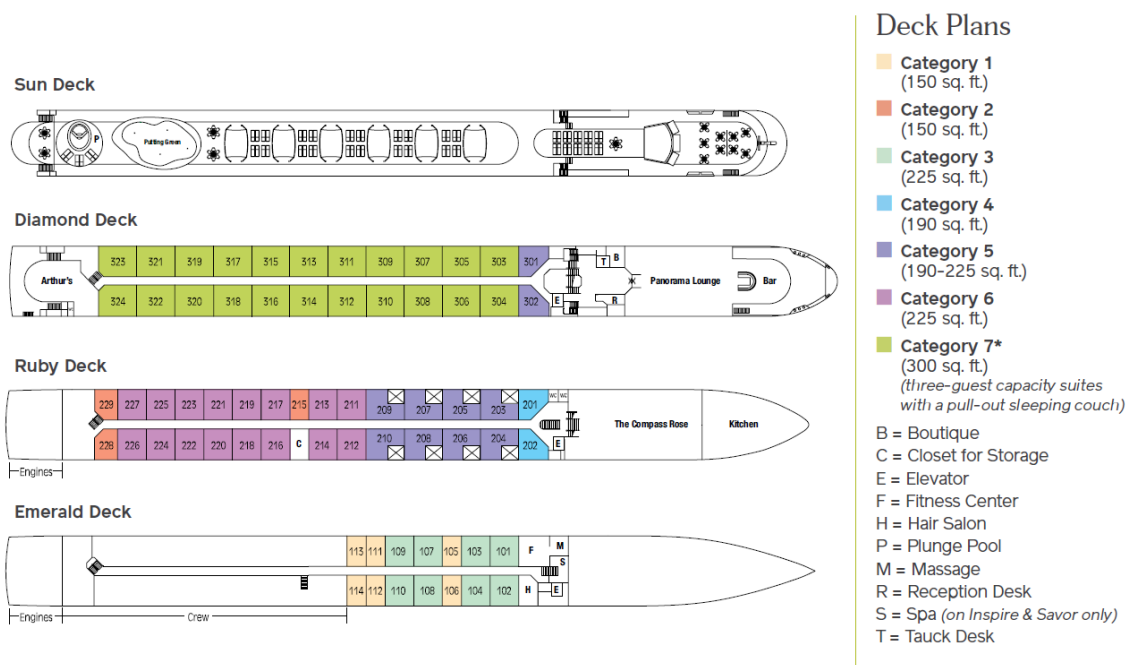 Sun Deck
P
Putting Green
Diamond Deck
323 321 319 317 315 313 311 309 307 305 303 301
T B
Arthur's
Panorama Lounge
Bar
324 322 320 318 316 314 312 310 308 306 304 302
E R
Ruby Deck
229 227 225 223 221 219 217 215 213 211 209 207 205 203 201
WC WC
The Compass Rose
Kitchen
228 226 224 222 220 218 216 C 214 212 210 208 206 204 202
E
Engines
Emerald Deck
113 111 109 107 105 103 101 F M
S
114 112 110 108 106 104 102 H E
Engines
Crew
Deck Plans
Category 1
(150 sq. ft.)
Category 2
(150 sq. ft.)
Category 3
(225 sq. ft.)
Category 4
(190 sq. ft.)
Category 5
(190-225 sq. ft.)
Category 6
(225 sq. ft.)
Category 7*
(300 sq. ft.)
(three-guest capacity suites
with a pull-out sleeping couch)
B = Boutique
C = Closet for Storage
E = Elevator
F = Fitness Center
H = Hair Salon
P = Plunge Pool
M = Massage
R = Reception Desk
S = Spa (on Inspire & Savor only)
T = Tauck Desk